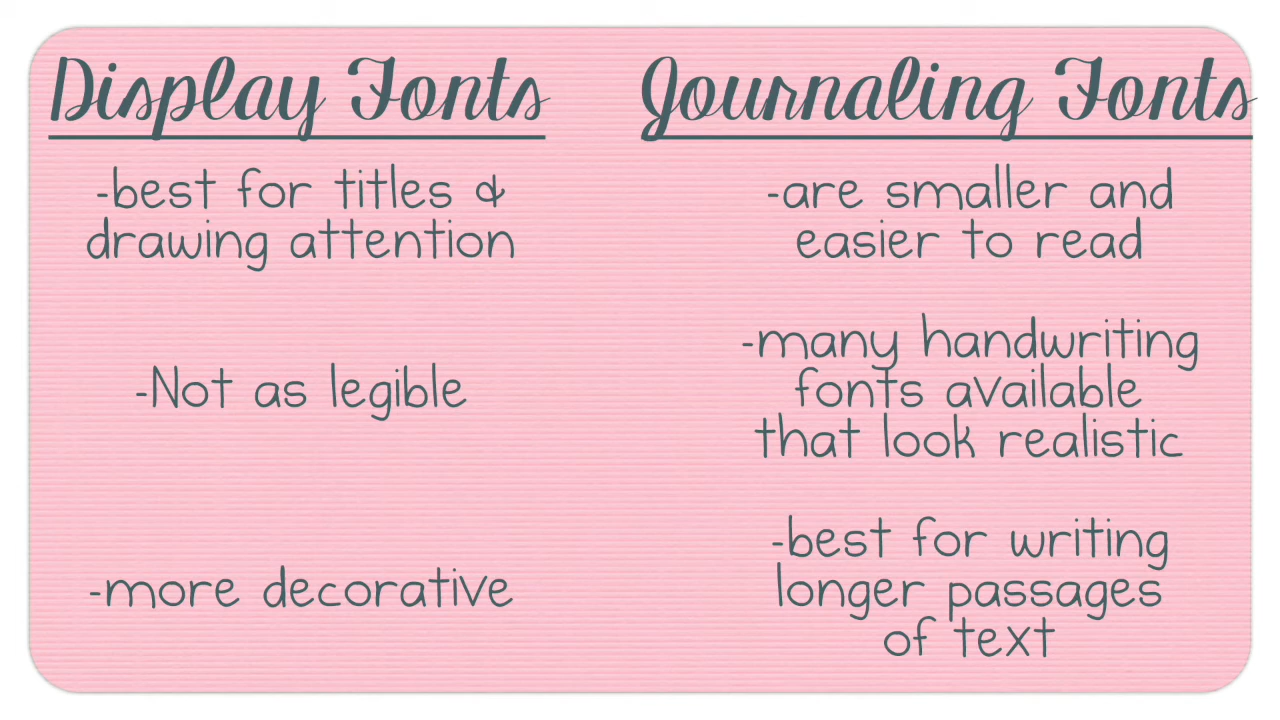 Display Fonts
-best for titles &
drawing attention
-Not as legible
-more decorative
Journaling Fonts
-are smaller and
easier to read
-many handwriting
fonts available
that look realistic
-best for writing
longer passages
of text